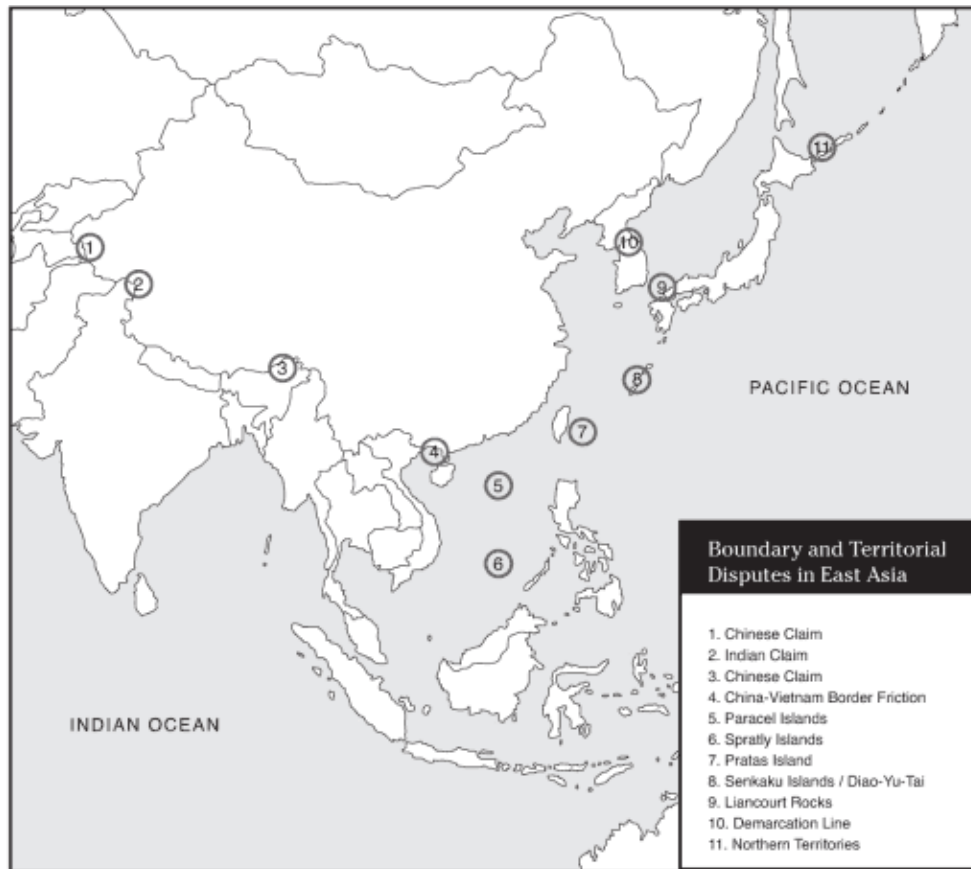 11
10
1
2
9
3
8
PACIFIC OCEAN
7
4
5
6
INDIAN OCEAN
Boundary and Territorial
Disputes in East Asia
1. Chinese Claim
2. Indian Claim
3. Chinese Claim
4. China-Vietnam Border Friction
5. Paracel Islands
6. Spratly Islands
7. Pratas Island
8. Senkaku Islands / Diao-Yu-Tai
9. Liancourt Rocks
10. Demarcation Line
11. Northern Territories